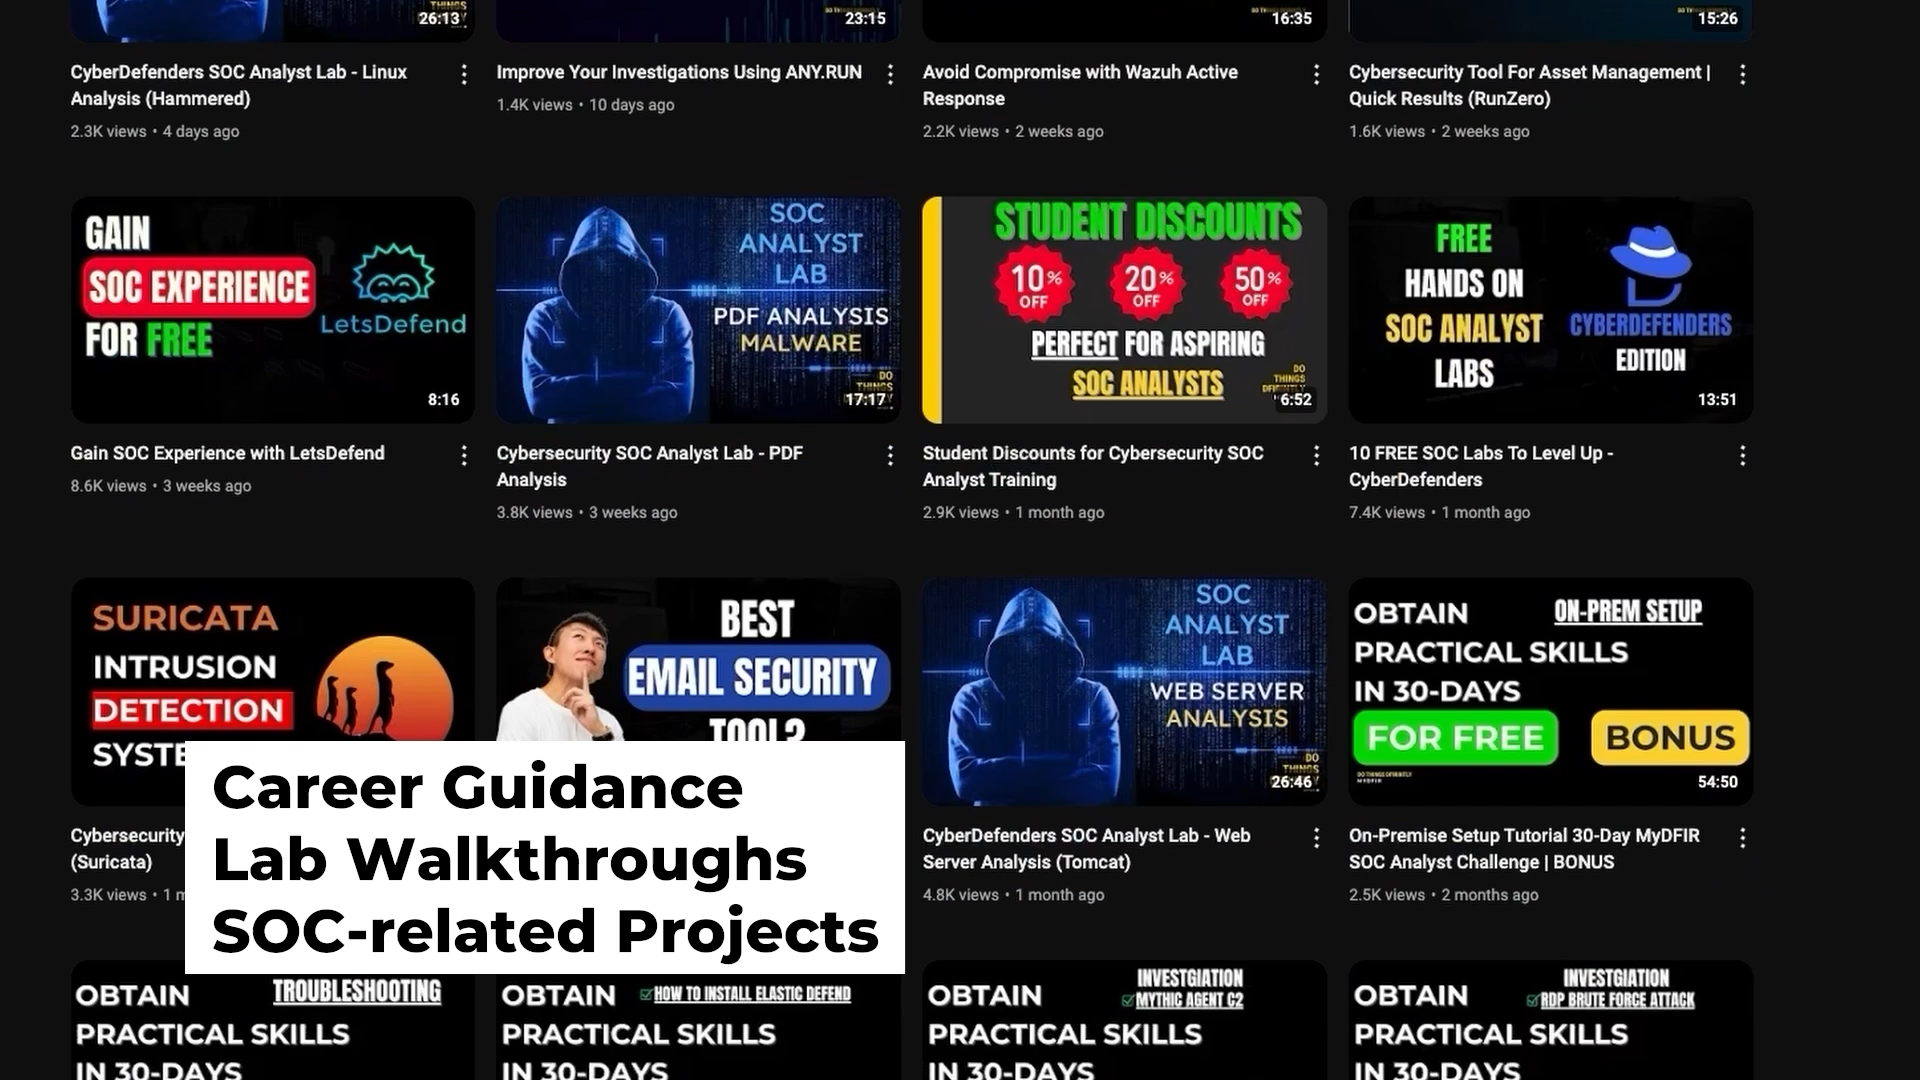 26:13
23:15
16:35
15:26
CyberDefenders SOC Analyst Lab - Linux
Analysis (Hammered)
2.3K views • 4 days ago
Improve Your Investigations Using ANY.RUN
1.4K views • 10 days ago
Avoid Compromise with Wazuh Active
Response
2.2K views • 2 weeks ago
Cybersecurity Tool For Asset Management |
Quick Results (RunZero)
1.6K views • 2 weeks ago
GAIN
SOC EXPERIENCE
FOR FREE
LetsDefend
8:16
SOC
ANALYST
LAB
PDF ANALYSIS
MALWARE
DO
THINGS
17:17
STUDENT DISCOUNTS
10% OFF
20% OFF
50% OFF
PERFECT FOR ASPIRING
SOC ANALYSTS
DO
THINGS
6:52
FREE
HANDS ON
SOC ANALYST
LABS
CYBERDEFENDERS
EDITION
13:51
Gain SOC Experience with LetsDefend
8.6K views • 3 weeks ago
Cybersecurity SOC Analyst Lab - PDF
Analysis
3.8K views • 3 weeks ago
Student Discounts for Cybersecurity SOC
Analyst Training
2.9K views • 1 month ago
10 FREE SOC Labs To Level Up -
CyberDefenders
7.4K views • 1 month ago
SURICATA
INTRUSION
DETECTION
SYSTE
BEST
EMAIL SECURITY
TOOL?
SOC
ANALYST
LAB
WEB SERVER
ANALYSIS
DO
THINGS
26:46
OBTAIN
ON-PREM SETUP
PRACTICAL SKILLS
IN 30-DAYS
FOR FREE
BONUS
54:50
Career Guidance
Lab Walkthroughs
SOC-related Projects
Cybersecurity
(Suricata)
3.3K views • 1 m
CyberDefenders SOC Analyst Lab - Web
Server Analysis (Tomcat)
4.8K views • 1 month ago
On-Premise Setup Tutorial 30-Day MyDFIR
SOC Analyst Challenge | BONUS
2.5K views • 2 months ago
OBTAIN
TROUBLESHOOTING
PRACTICAL SKILLS
IN 30-DAYS
OBTAIN
HOW TO INSTALL ELASTIC DEFEND
PRACTICAL SKILLS
IN 30-DAYS
OBTAIN
INVESTGIATION
MYTHIC AGENT C2
PRACTICAL SKILLS
IN 30-DAYS
OBTAIN
INVESTGIATION
RDP BRUTE FORCE ATTACK
PRACTICAL SKILLS
IN 30-DAYS